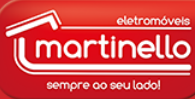 eletromóveis
martinello
sempre ao seu lado!